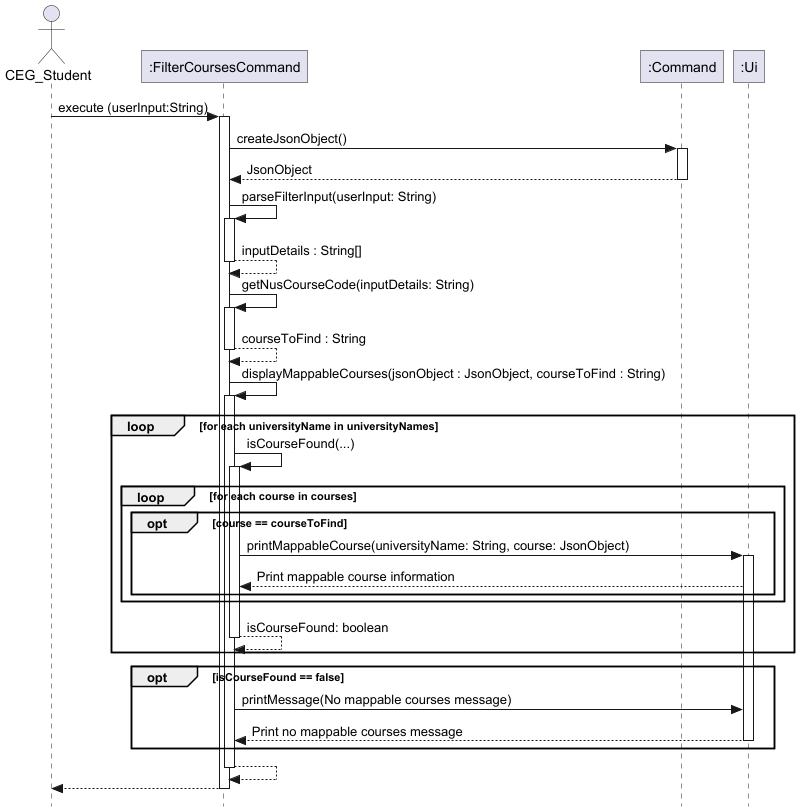 CEG_Student
:FilterCoursesCommand
:Command
:Ui
execute (userInput:String)
createJsonObject()
JsonObject
parseFilterInput(userInput: String)
inputDetails : String[]
getNusCourseCode(inputDetails: String)
courseToFind : String
displayMappableCourses(jsonObject : JsonObject, courseToFind : String)
loop [for each universityName in universityNames]
isCourseFound(...)
loop [for each course in courses]
opt [course == courseToFind]
printMappableCourse(universityName: String, course: JsonObject)
Print mappable course information
isCourseFound: boolean
opt [isCourseFound == false]
printMessage(No mappable courses message)
Print no mappable courses message